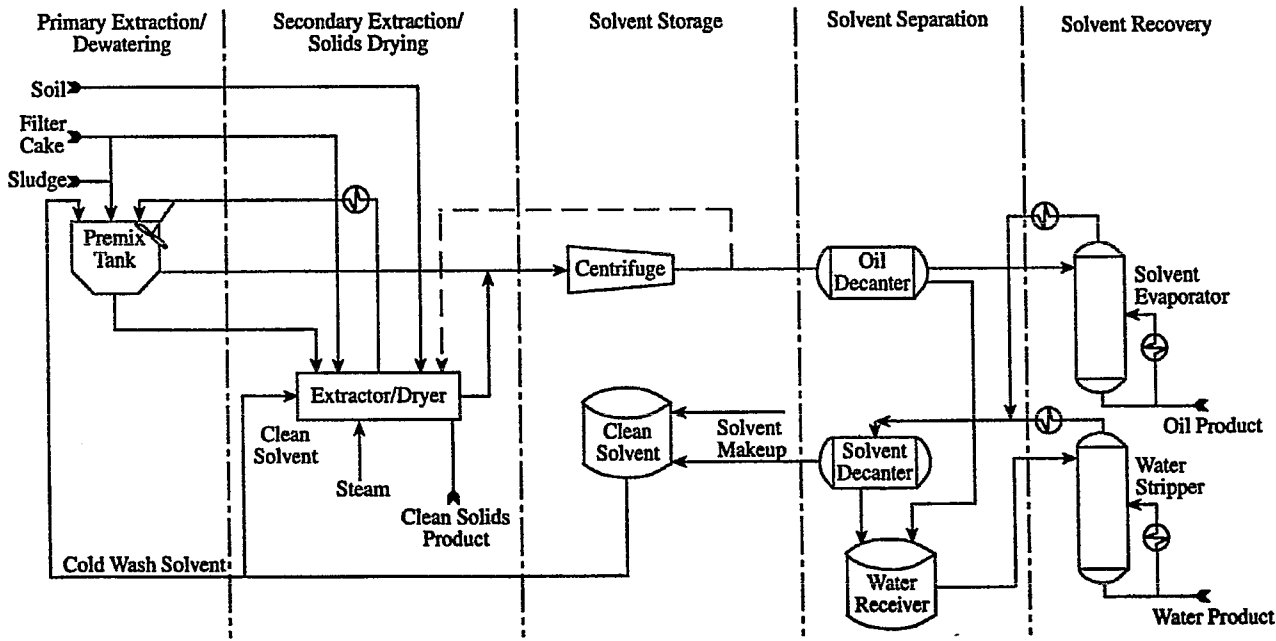 Primary Extraction/
Dewatering
Secondary Extraction/
Solids Drying
Solvent Storage
Solvent Separation
Solvent Recovery
Soil
Filter
Cake
Sludge
Premix
Tank
Centrifuge
Oil
Decanter
Solvent
Evaporator
Extractor/Dryer
Clean
Solvent
Steam
Clean Solids
Product
Clean
Solvent
Solvent
Makeup
Solvent
Decanter
Oil Product
Water
Stripper
Cold Wash Solvent
Water
Receiver
Water Product